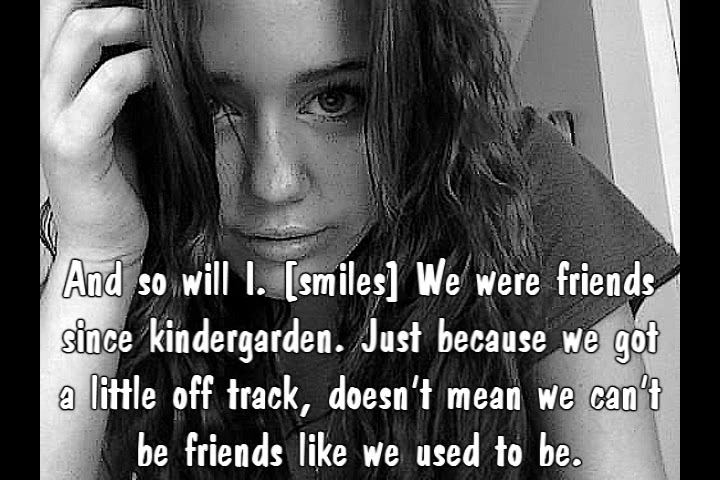 And so will I. [smiles] We were friends
since kindergarden. Just because we got
a little off track, doesn't mean we can't
be friends like we used to be.